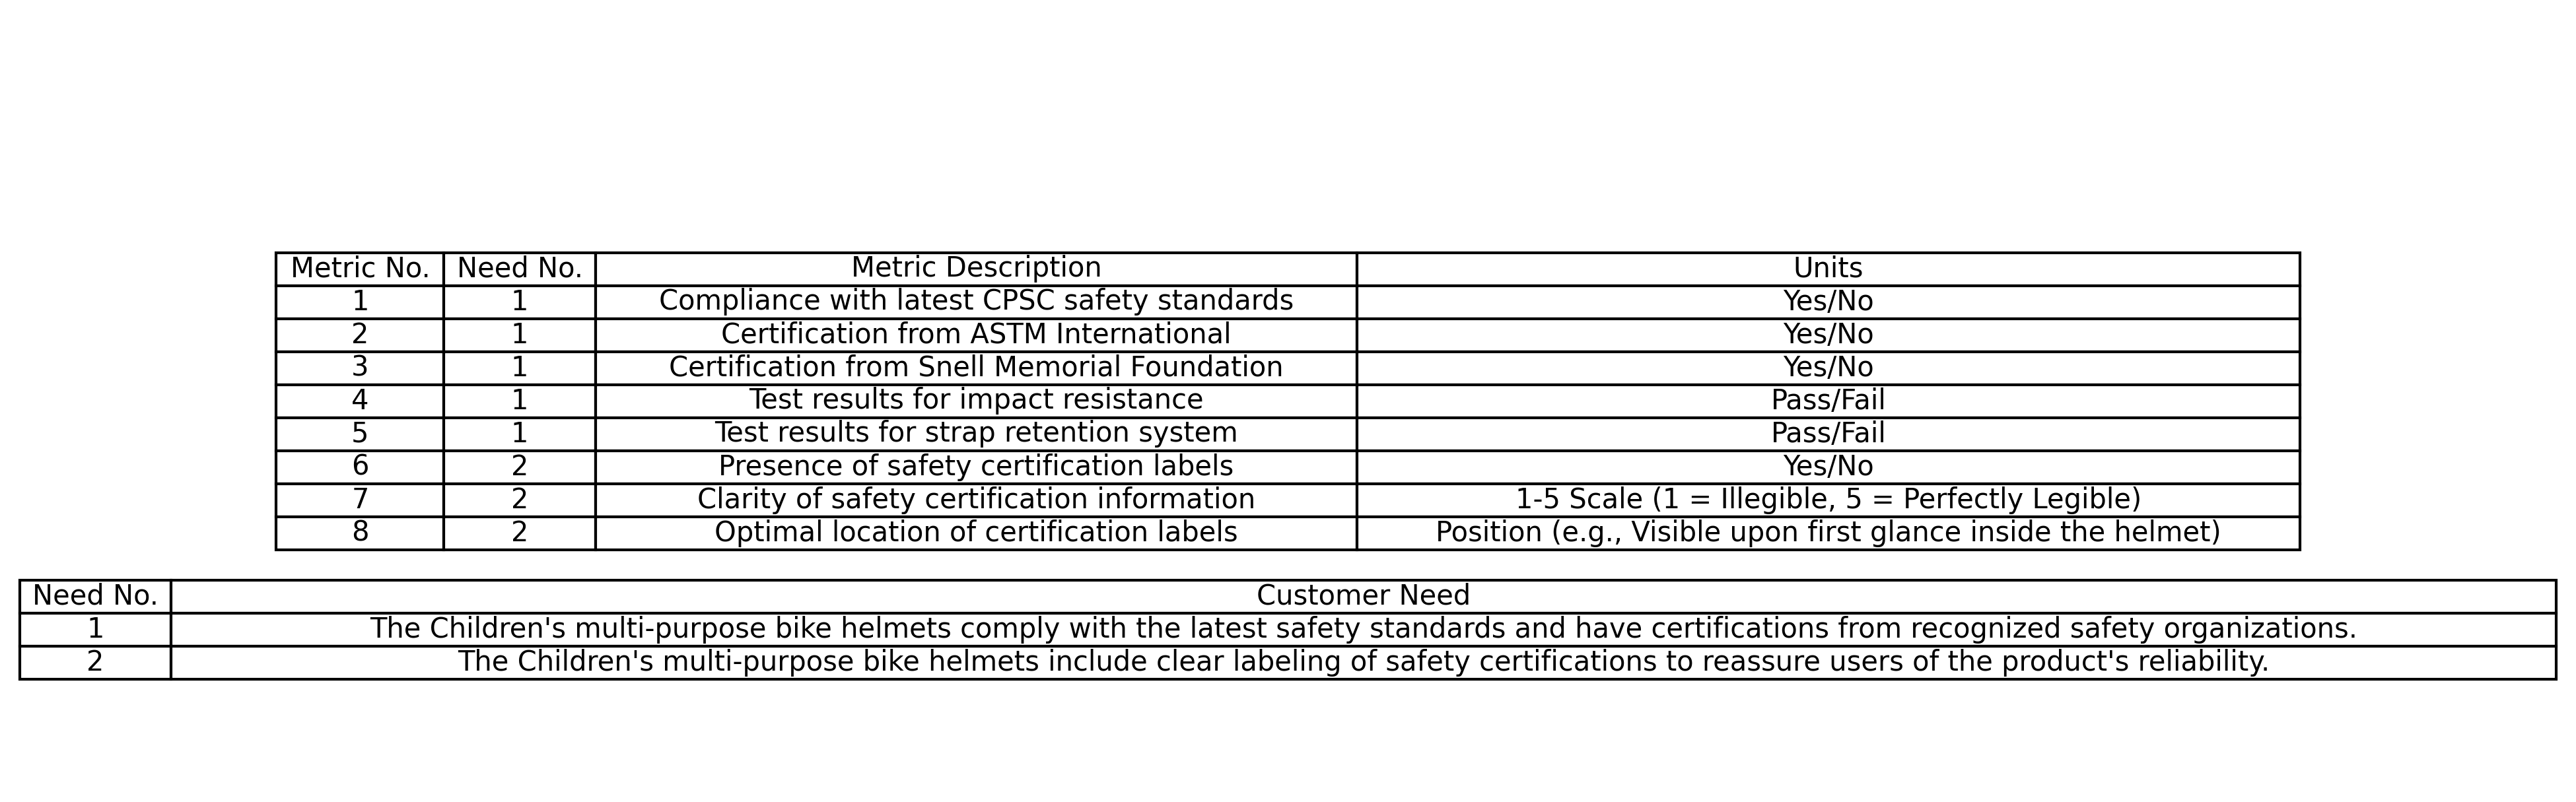 Metric No. Need No. Metric Description Units
1 1 Compliance with latest CPSC safety standards Yes/No
2 1 Certification from ASTM International Yes/No
3 1 Certification from Snell Memorial Foundation Yes/No
4 1 Test results for impact resistance Pass/Fail
5 1 Test results for strap retention system Pass/Fail
6 2 Presence of safety certification labels Yes/No
7 2 Clarity of safety certification information 1-5 Scale (1 = Illegible, 5 = Perfectly Legible)
8 2 Optimal location of certification labels Position (e.g., Visible upon first glance inside the helmet)
Need No. Customer Need
1 The Children's multi-purpose bike helmets comply with the latest safety standards and have certifications from recognized safety organizations.
2 The Children's multi-purpose bike helmets include clear labeling of safety certifications to reassure users of the product's reliability.